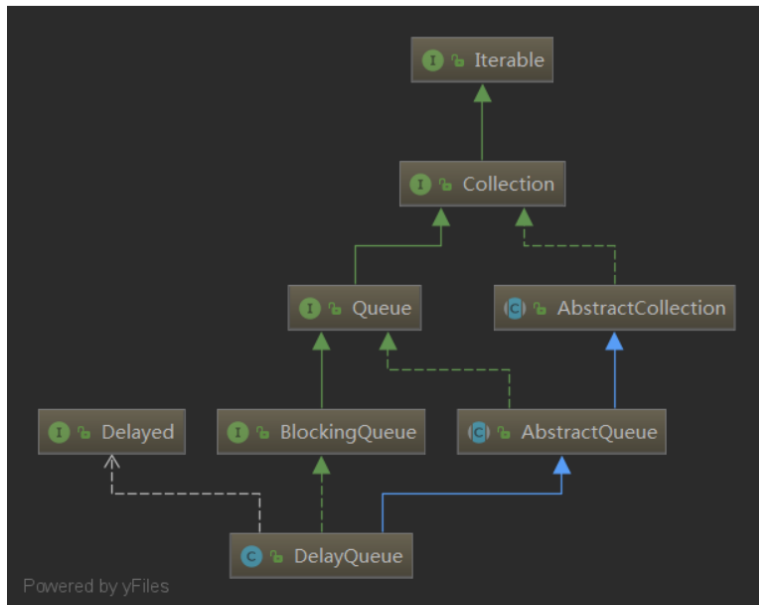 I Iterable
I Collection
I Queue
C AbstractCollection
I Delayed
I BlockingQueue
C AbstractQueue
C DelayQueue
Powered by yFiles